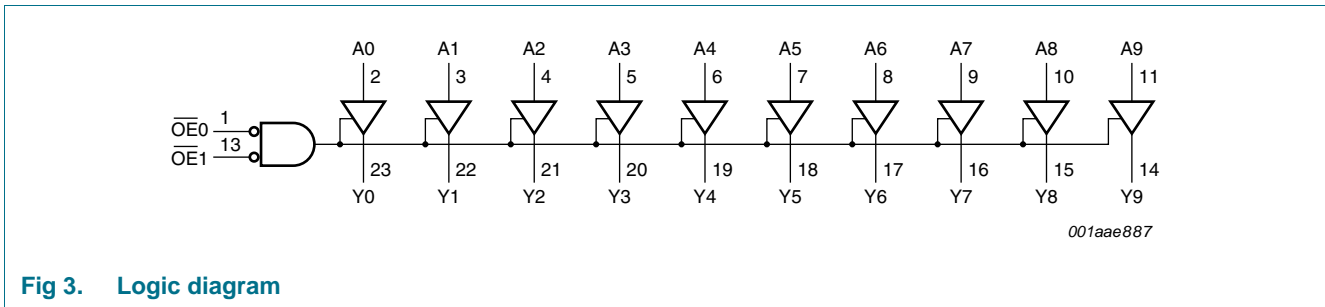 A0 A1 A2 A3 A4 A5 A6 A7 A8 A9
2 3 4 5 6 7 8 9 10 11
O̅E̅0 1
O̅E̅1 13
23 22 21 20 19 18 17 16 15 14
Y0 Y1 Y2 Y3 Y4 Y5 Y6 Y7 Y8 Y9
001aae887
Fig 3. Logic diagram